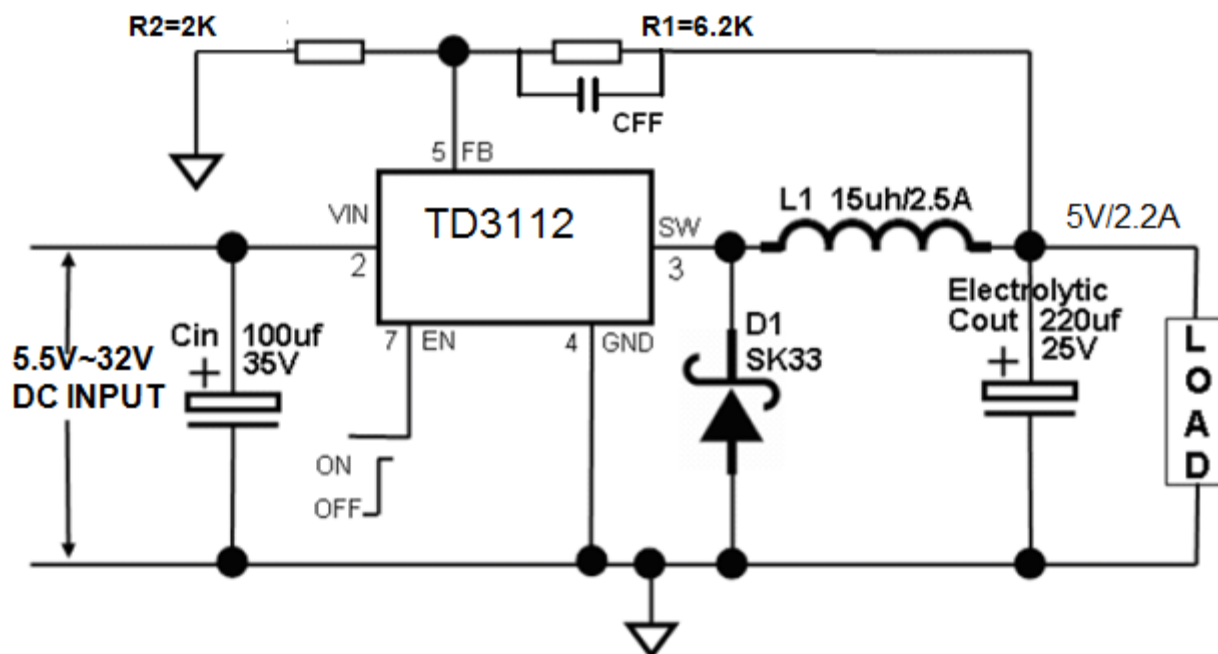 R2=2K
R1=6.2K
CFF
5 FB
VIN
TD3112
SW
2
3
L1 15uh/2.5A
5V/2.2A
Cin 100uf
35V
7 EN
4 GND
D1
SK33
Electrolytic
Cout 220uf
25V
5.5V~32V
DC INPUT
ON
OFF
LOAD